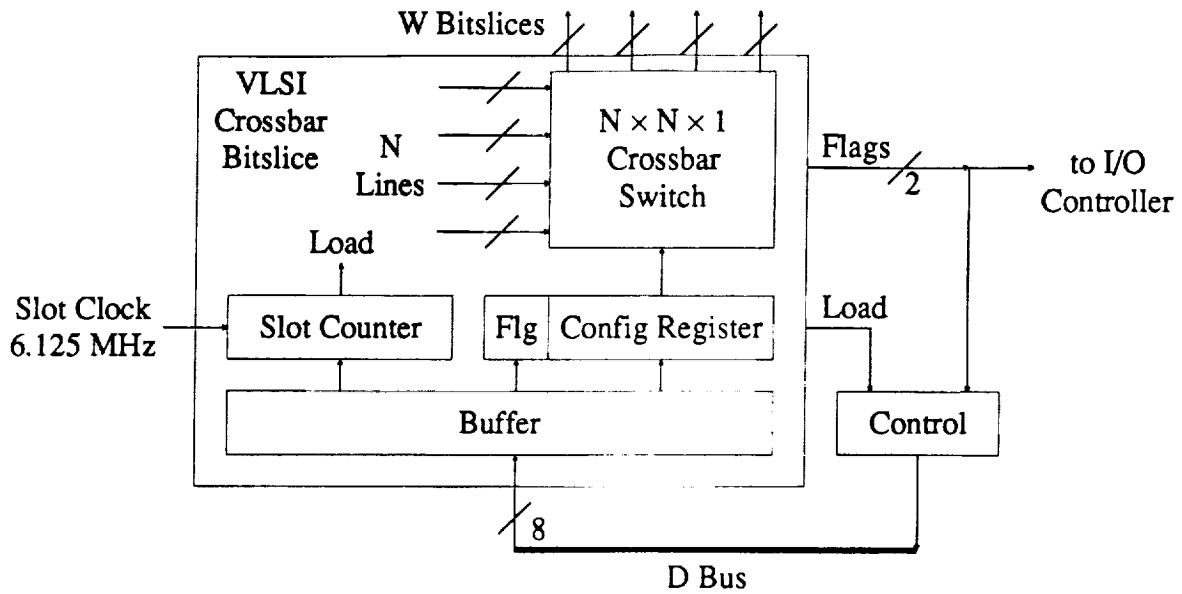 W Bitslices
VLSI
Crossbar
Bitslice
N
Lines
N × N × 1
Crossbar
Switch
Flags
2
to I/O
Controller
Load
Slot Clock
6.125 MHz
Slot Counter
Flg
Config Register
Load
Buffer
Control
8
D Bus